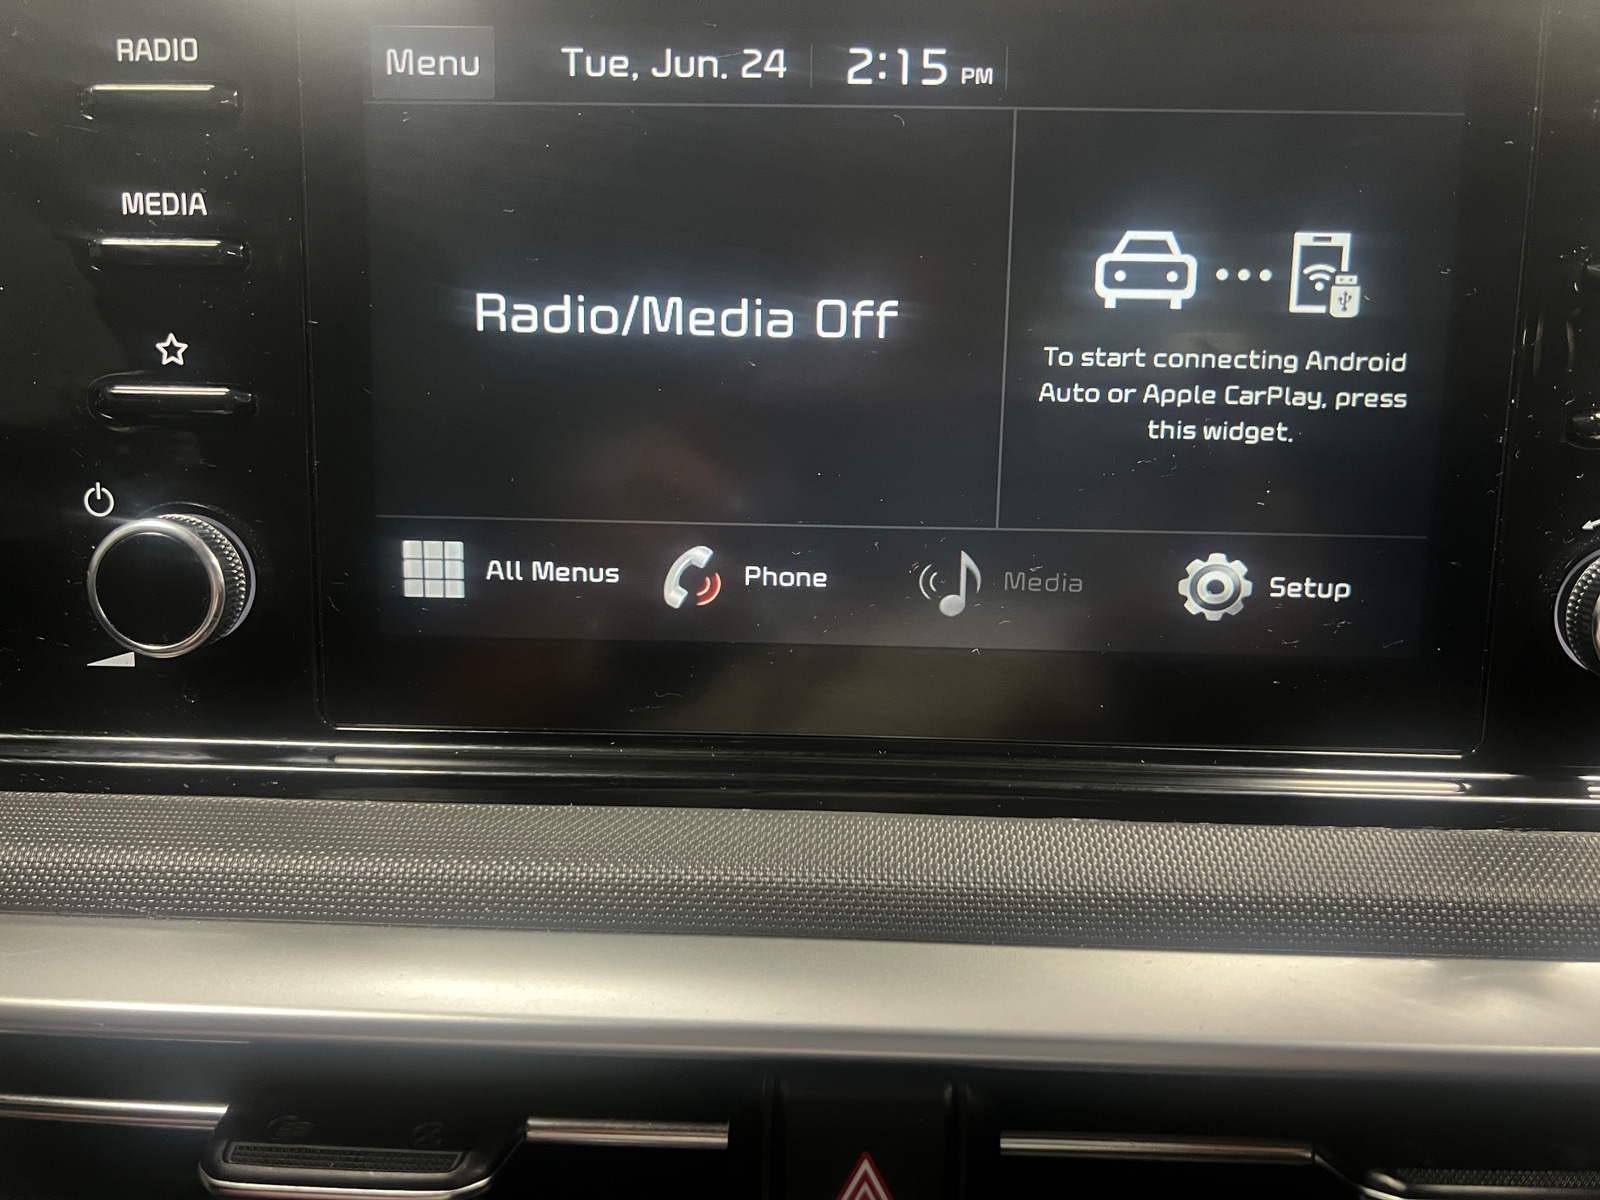 RADIO
Menu
Tue, Jun. 24
2:15 PM
MEDIA
Radio/Media Off
To start connecting Android
Auto or Apple CarPlay, press
this widget.
All Menus
Phone
Media
Setup